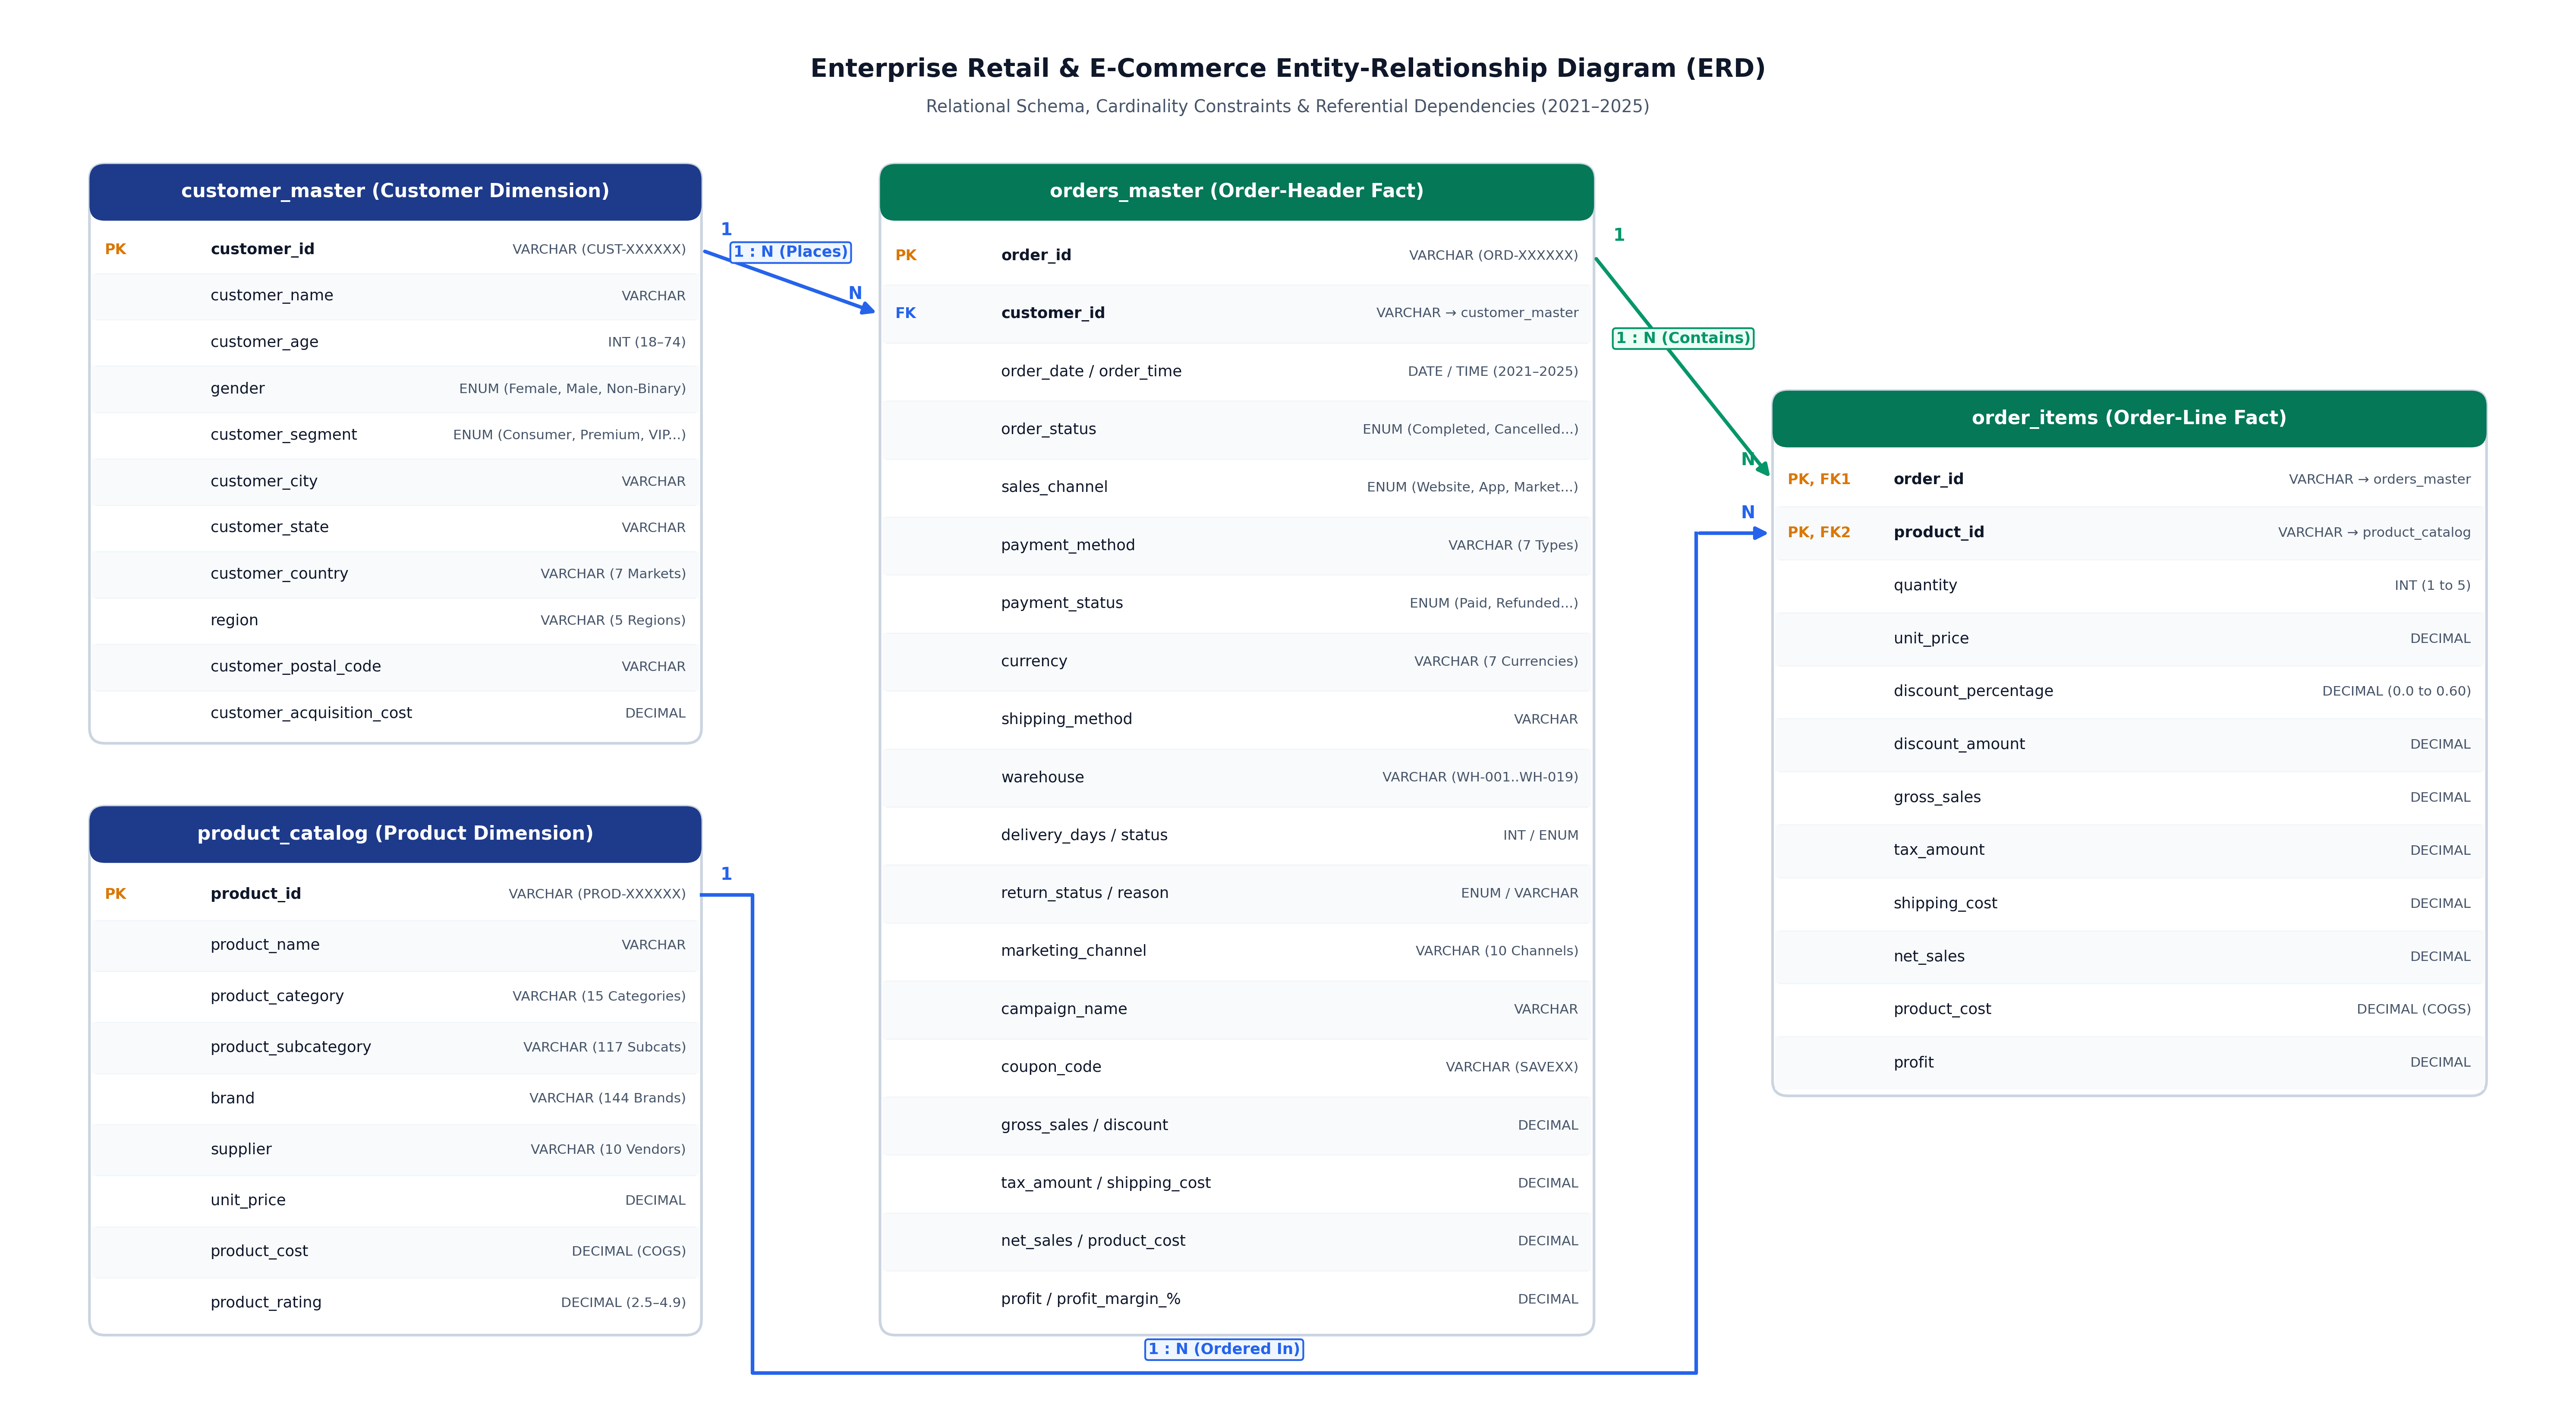 Enterprise Retail & E-Commerce Entity-Relationship Diagram (ERD)
Relational Schema, Cardinality Constraints & Referential Dependencies (2021–2025)
customer_master (Customer Dimension)
PK customer_id VARCHAR (CUST-XXXXXX)
customer_name VARCHAR
customer_age INT (18–74)
gender ENUM (Female, Male, Non-Binary)
customer_segment ENUM (Consumer, Premium, VIP...)
customer_city VARCHAR
customer_state VARCHAR
customer_country VARCHAR (7 Markets)
region VARCHAR (5 Regions)
customer_postal_code VARCHAR
customer_acquisition_cost DECIMAL
1
1 : N (Places)
N
product_catalog (Product Dimension)
PK product_id VARCHAR (PROD-XXXXXX)
product_name VARCHAR
product_category VARCHAR (15 Categories)
product_subcategory VARCHAR (117 Subcats)
brand VARCHAR (144 Brands)
supplier VARCHAR (10 Vendors)
unit_price DECIMAL
product_cost DECIMAL (COGS)
product_rating DECIMAL (2.5–4.9)
1
1 : N (Ordered In)
N
orders_master (Order-Header Fact)
PK order_id VARCHAR (ORD-XXXXXX)
FK customer_id VARCHAR → customer_master
order_date / order_time DATE / TIME (2021–2025)
order_status ENUM (Completed, Cancelled...)
sales_channel ENUM (Website, App, Market...)
payment_method VARCHAR (7 Types)
payment_status ENUM (Paid, Refunded...)
currency VARCHAR (7 Currencies)
shipping_method VARCHAR
warehouse VARCHAR (WH-001..WH-019)
delivery_days / status INT / ENUM
return_status / reason ENUM / VARCHAR
marketing_channel VARCHAR (10 Channels)
campaign_name VARCHAR
coupon_code VARCHAR (SAVEXX)
gross_sales / discount DECIMAL
tax_amount / shipping_cost DECIMAL
net_sales / product_cost DECIMAL
profit / profit_margin_% DECIMAL
1
1 : N (Contains)
N
order_items (Order-Line Fact)
PK, FK1 order_id VARCHAR → orders_master
PK, FK2 product_id VARCHAR → product_catalog
quantity INT (1 to 5)
unit_price DECIMAL
discount_percentage DECIMAL (0.0 to 0.60)
discount_amount DECIMAL
gross_sales DECIMAL
tax_amount DECIMAL
shipping_cost DECIMAL
net_sales DECIMAL
product_cost DECIMAL (COGS)
profit DECIMAL